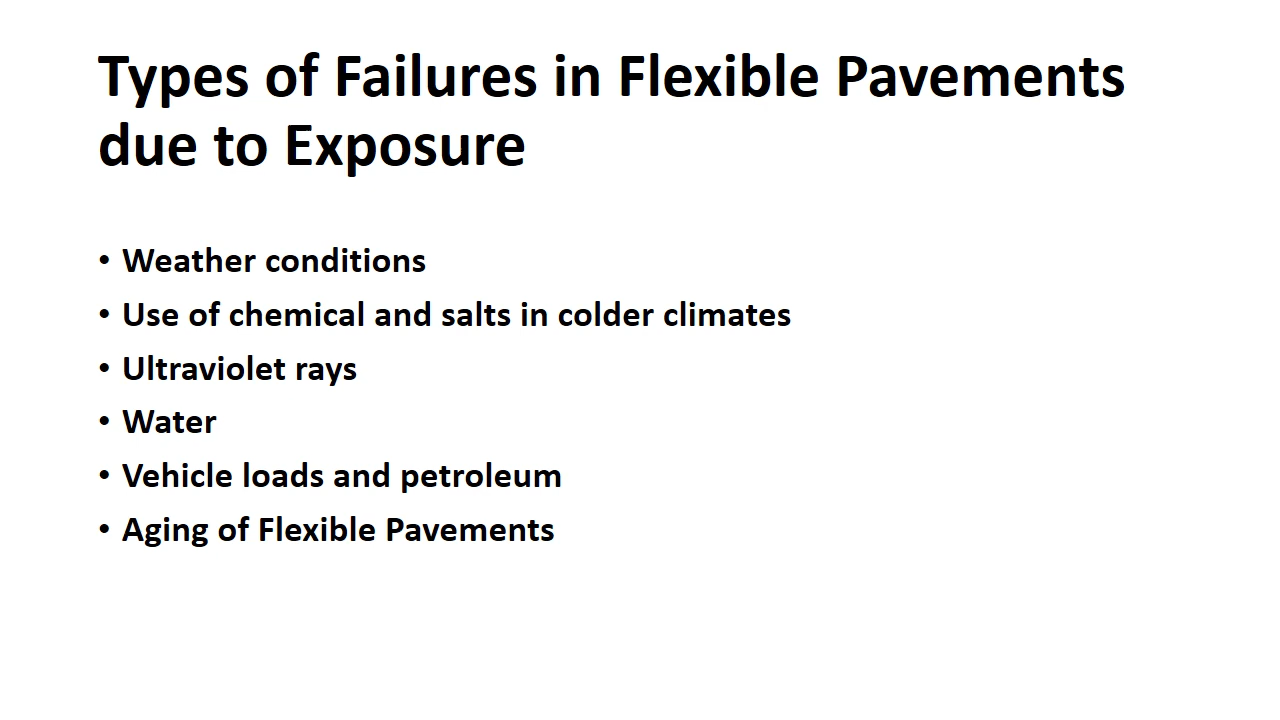 Types of Failures in Flexible Pavements
due to Exposure
• Weather conditions
• Use of chemical and salts in colder climates
• Ultraviolet rays
• Water
• Vehicle loads and petroleum
• Aging of Flexible Pavements